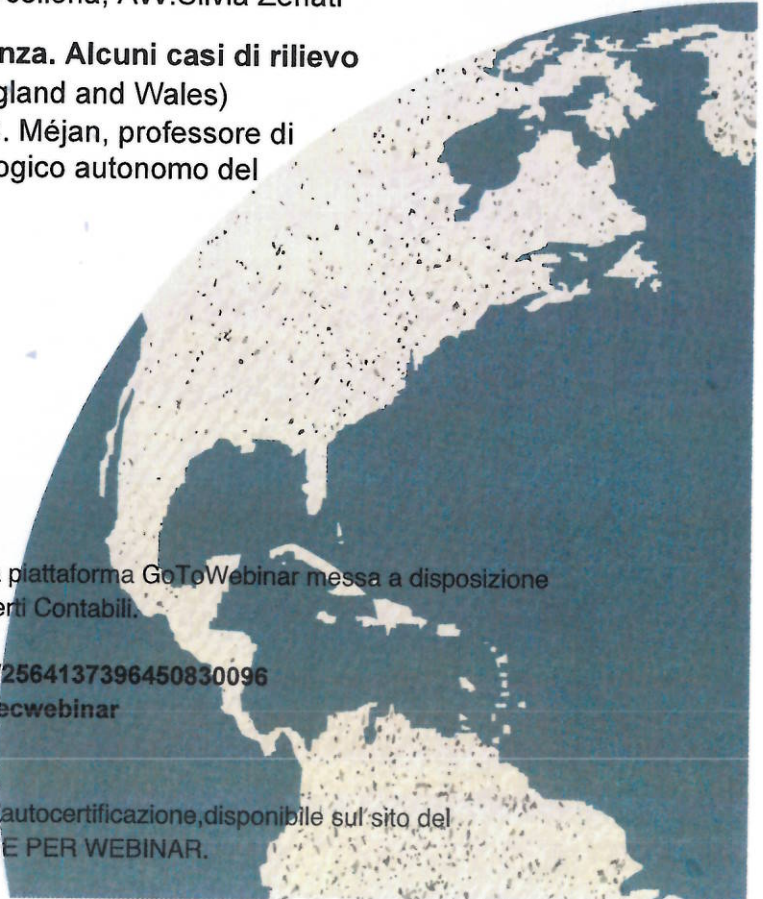 cellona, AVV.Silvia Zenati
nza. Alcuni casi di rilievo
gland and Wales)
. Méjan, professore di
ogico autonomo del
piattaforma GoToWebinar messa a disposizione
erti Contabili.
2564137396450830096
ecwebinar
autocertificazione,disponibile sul sito del
E PER WEBINAR.